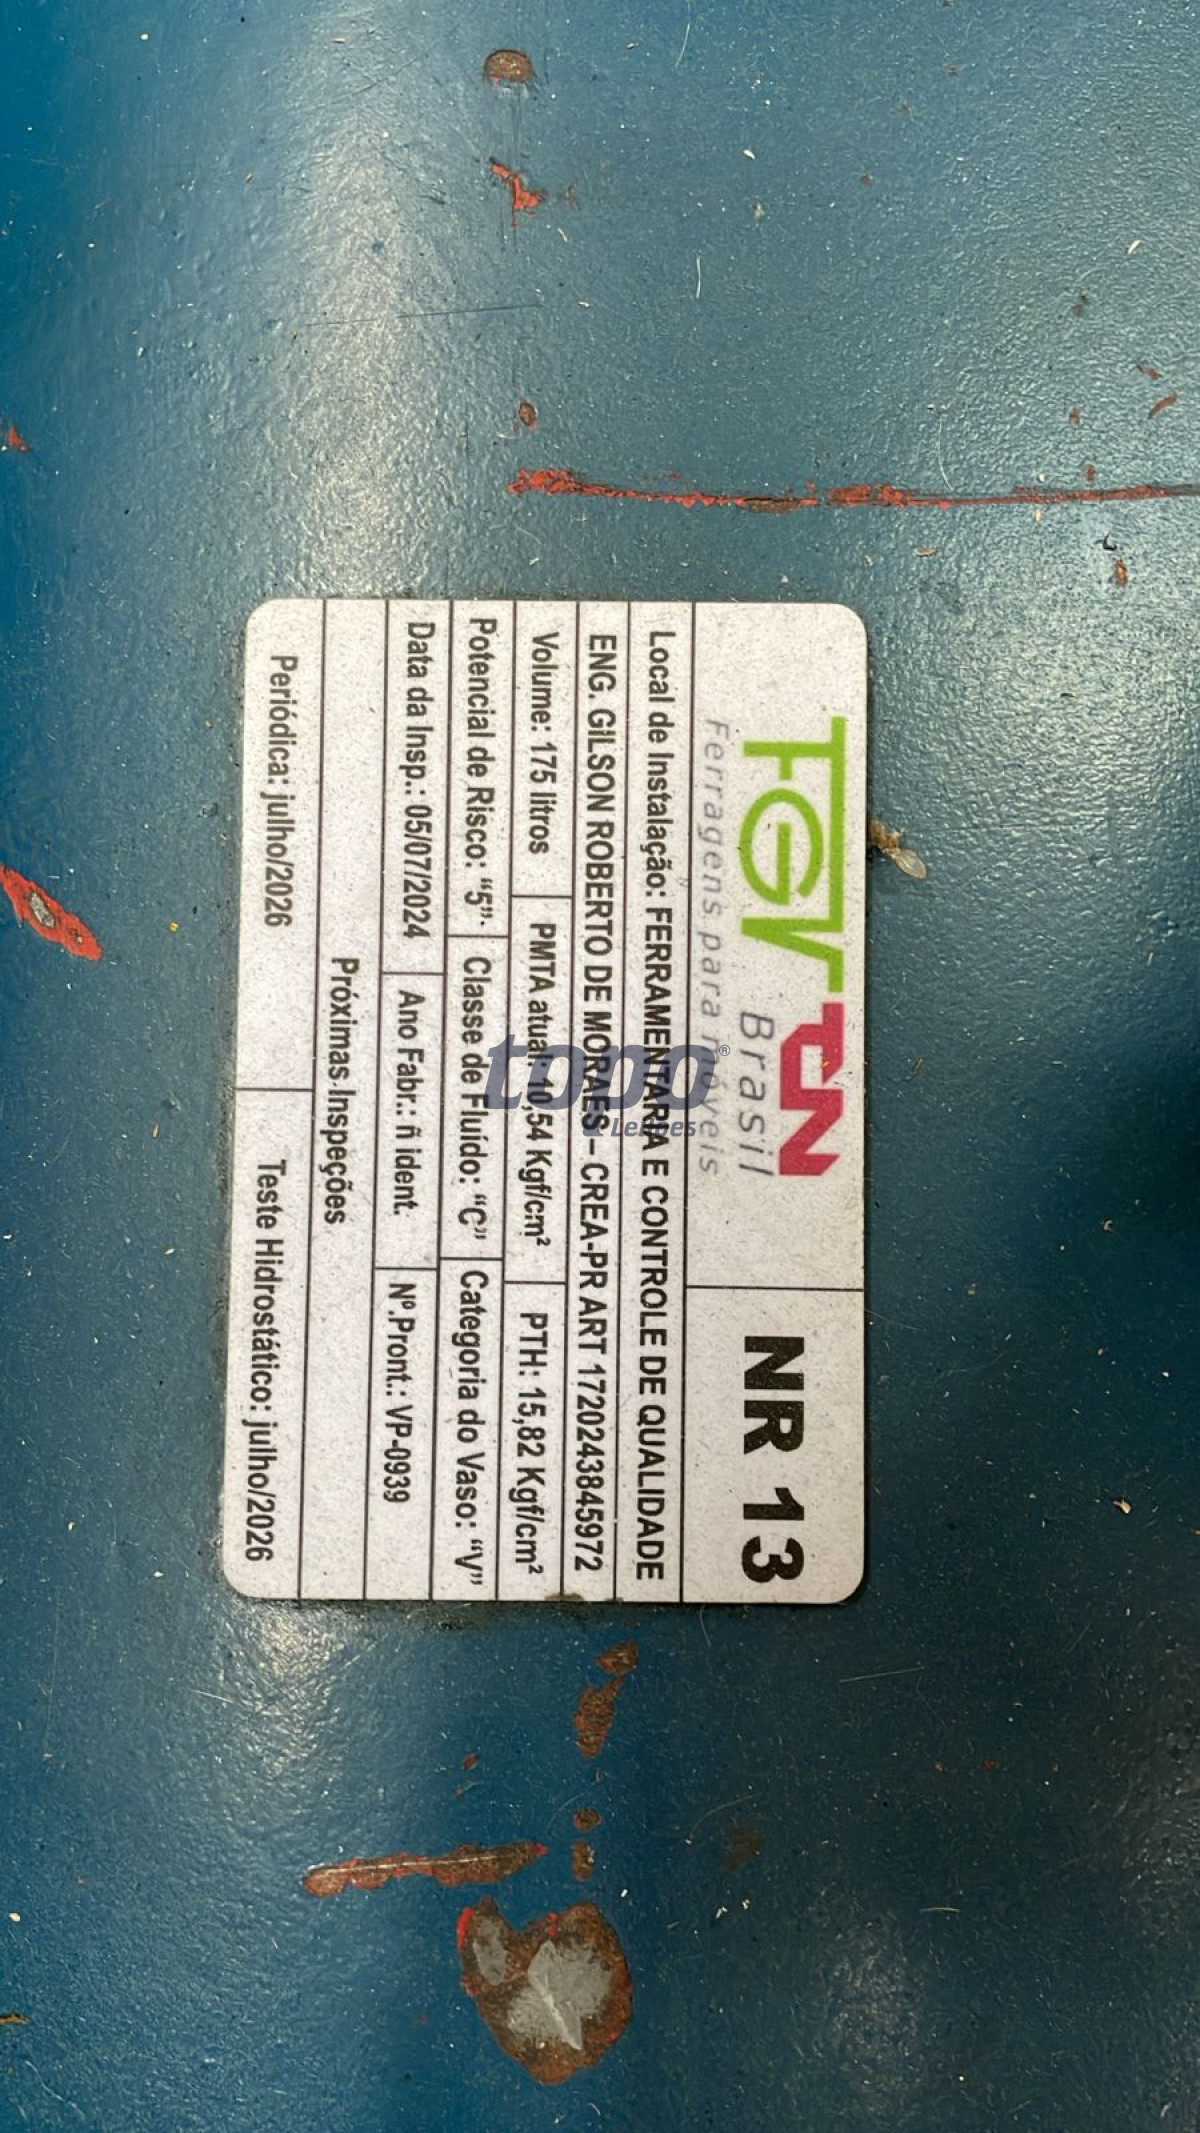 FGV TN
Brasil
Ferragens para móveis
NR 13
Local de Instalação: FERRAMENTARIA E CONTROLE DE QUALIDADE
ENG. GILSON ROBERTO DE MORAES – CREA-PR ART 1720243845972
Volume: 175 litros PMTA atual: 10,54 Kgf/cm² PTH: 15,82 Kgf/cm²
Potencial de Risco: “5”. Classe de Fluído: “C” Categoria do Vaso: “V”
Data da Insp.: 05/07/2024 Ano Fabr.: ñ ident. Nº.Pront.: VP-0939
Próximas Inspeções
Periódica: julho/2026 Teste Hidrostático: julho/2026
topo®
Leilões